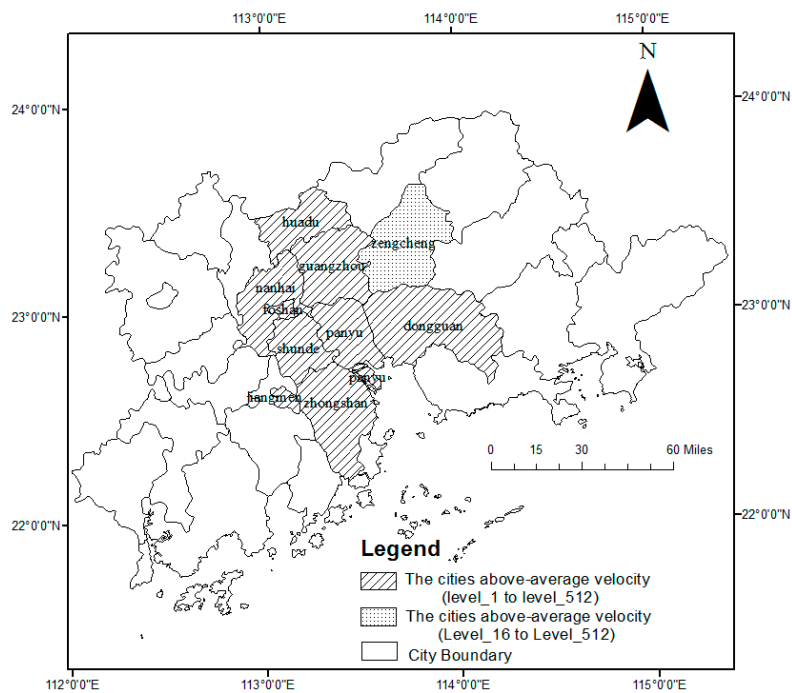 113°0'0"E 114°0'0"E 115°0'0"E
N
24°0'0"N 24°0'0"N
huadu
zengcheng
guangzhou
nanhai
foshan
23°0'0"N 23°0'0"N
panyu dongguan
shunde
panyu
jiangmen zhongshan
0 15 30 60 Miles
22°0'0"N 22°0'0"N
Legend
The cities above-average velocity
(level_1 to level_512)
The cities above-average velocity
(Level_16 to Level_512)
City Boundary
112°0'0"E 113°0'0"E 114°0'0"E 115°0'0"E